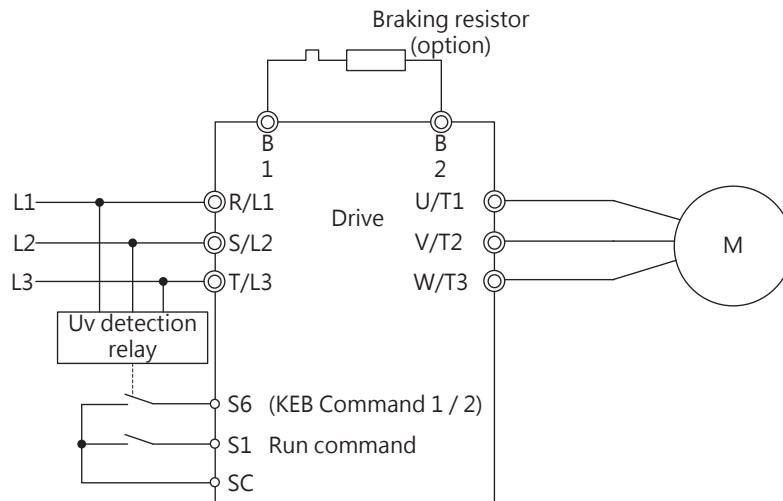 Braking resistor
(option)
B
1
B
2
L1
R/L1
U/T1
Drive
L2
S/L2
V/T2
M
L3
T/L3
W/T3
Uv detection
relay
S6 (KEB Command 1 / 2)
S1 Run command
SC